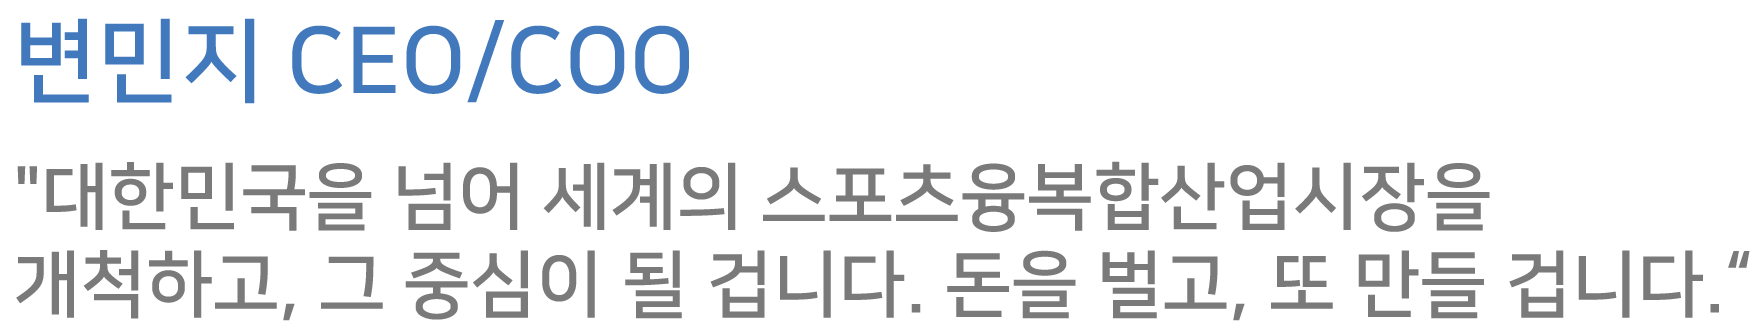 변민지 CEO/COO
"대한민국을 넘어 세계의 스포츠융복합산업시장을
개척하고, 그 중심이 될 겁니다. 돈을 벌고, 또 만들 겁니다.“